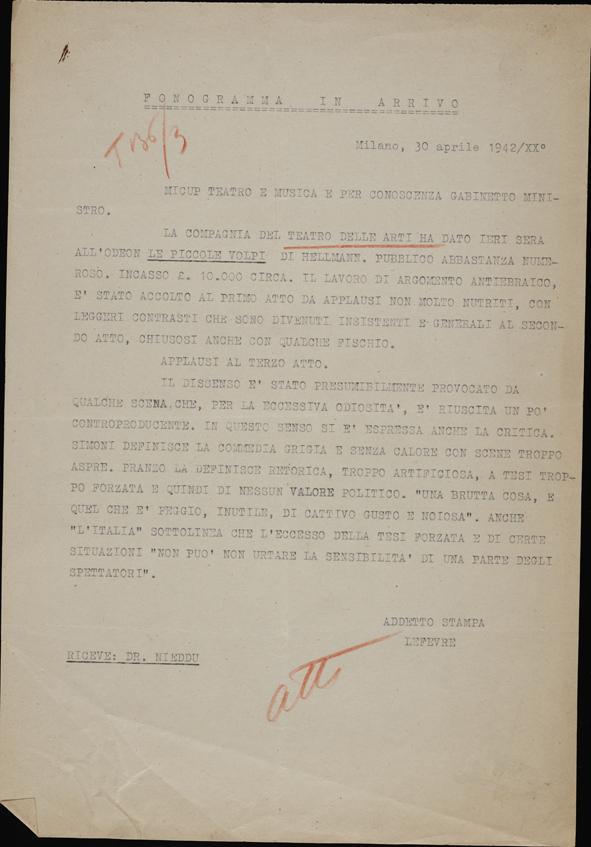 FONOGRAMMA IN ARRIVO
Milano, 30 aprile 1942/XX°
MICUP TEATRO E MUSICA E PER CONOSCENZA GABINETTO MINI-
STRO.
LA COMPAGNIA DEL TEATRO DELLE ARTI HA DATO IERI SERA
ALL'ODEON LE PICCOLE VOLPI DI HELLMANN. PUBBLICO ABBASTANZA NUME-
ROSO. INCASSO £. 10.000 CIRCA. IL LAVORO DI ARGOMENTO ANTIEBRAICO,
E' STATO ACCOLTO AL PRIMO ATTO DA APPLAUSI NON MOLTO NUTRITI, CON
LEGGERI CONTRASTI CHE SONO DIVENUTI INSISTENTI E GENERALI AL SECON-
DO ATTO, CHIUSOSI ANCHE CON QUALCHE FISCHIO.
APPLAUSI AL TERZO ATTO.
IL DISSENSO E' STATO PRESUMIBILMENTE PROVOCATO DA
QUALCHE SCENA CHE, PER LA ECCESSIVA ODIOSITA', E' RIUSCITA UN PO'
CONTROPRODUCENTE. IN QUESTO SENSO SI E' ESPRESSA ANCHE LA CRITICA.
SIMONI DEFINISCE LA COMMEDIA GRIGIA E SENZA CALORE CON SCENE TROPPO
ASPRE. PRANZO LA DEFINISCE RETORICA, TROPPO ARTIFICIOSA, A TESI TROP-
PO FORZATA E QUINDI DI NESSUN VALORE POLITICO. "UNA BRUTTA COSA, E
QUEL CHE E' PEGGIO, INUTILE, DI CATTIVO GUSTO E NOIOSA". ANCHE
"L'ITALIA" SOTTOLINEA CHE L'ECCESSO DELLA TESI FORZATA E DI CERTE
SITUAZIONI "NON PUO' NON URTARE LA SENSIBILITA' DI UNA PARTE DEGLI
SPETTATORI".
ADDETTO STAMPA
LEFEVRE
RICEVE: DR. NIEDDU
att